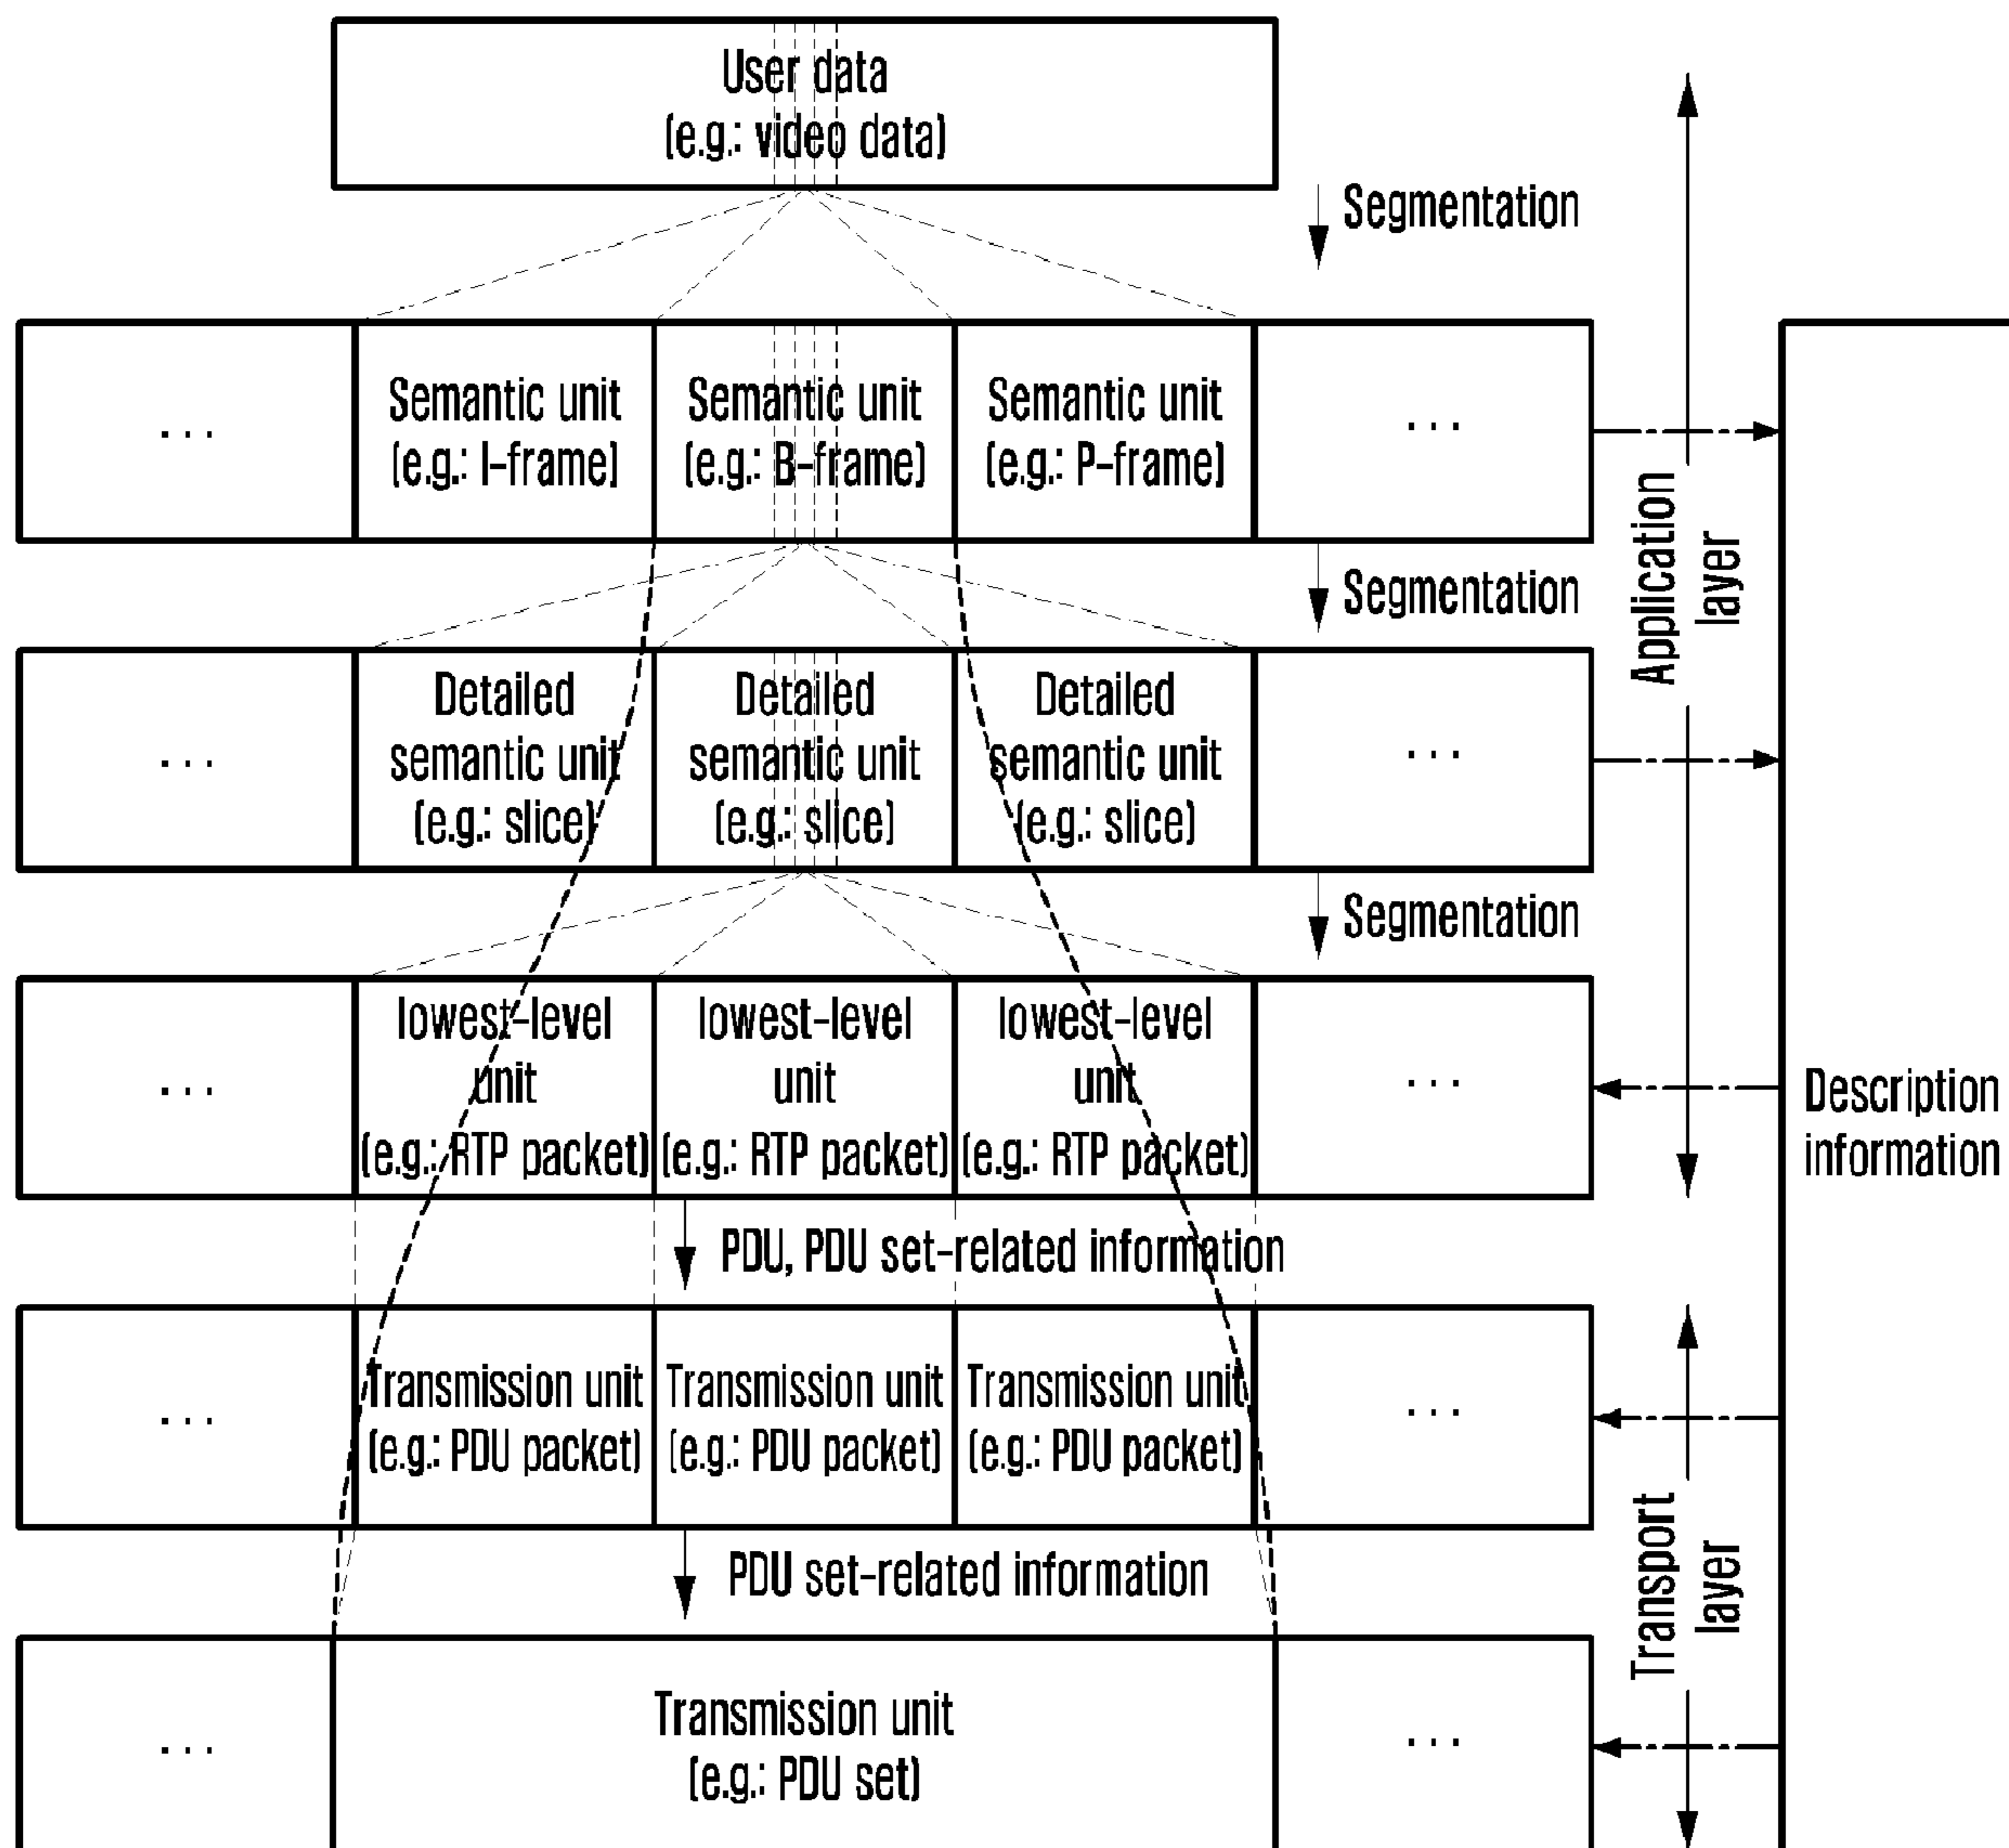 User data
(e.g.: video data)
Segmentation
... Semantic unit Semantic unit Semantic unit ...
(e.g.: I-frame) (e.g.: B-frame) (e.g.: P-frame)
Segmentation
Application
layer
Detailed Detailed Detailed
... semantic unit semantic unit semantic unit ...
(e.g.: slice) (e.g.: slice) (e.g.: slice)
Segmentation
lowest-level lowest-level lowest-level
... unit unit unit ...
(e.g.: RTP packet) (e.g.: RTP packet) (e.g.: RTP packet)
Description
information
PDU, PDU set-related information
... Transmission unit Transmission unit Transmission unit ...
(e.g.: PDU packet) (e.g.: PDU packet) (e.g.: PDU packet)
PDU set-related information
Transport
layer
... Transmission unit ...
(e.g.: PDU set)